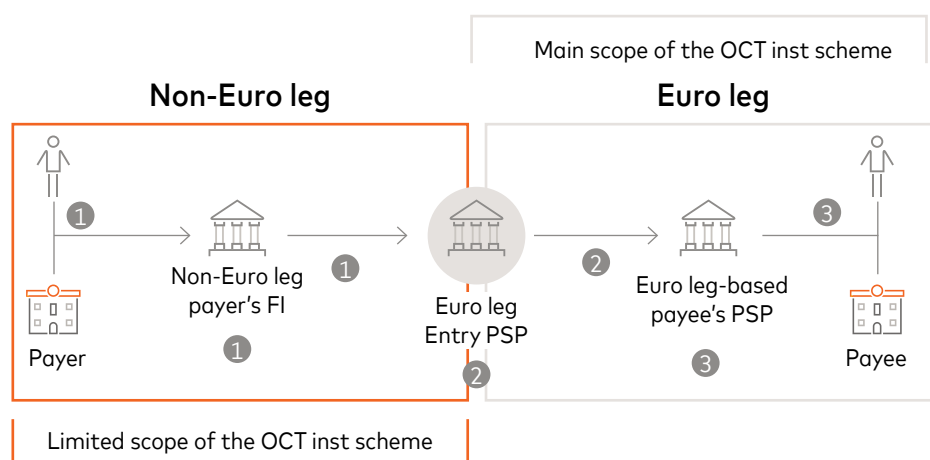 Main scope of the OCT inst scheme
Non-Euro leg
Euro leg
1
3
1
2
Non-Euro leg
payer's FI
Euro leg
Entry PSP
Euro leg-based
payee's PSP
Payer
1
2
3
Payee
Limited scope of the OCT inst scheme